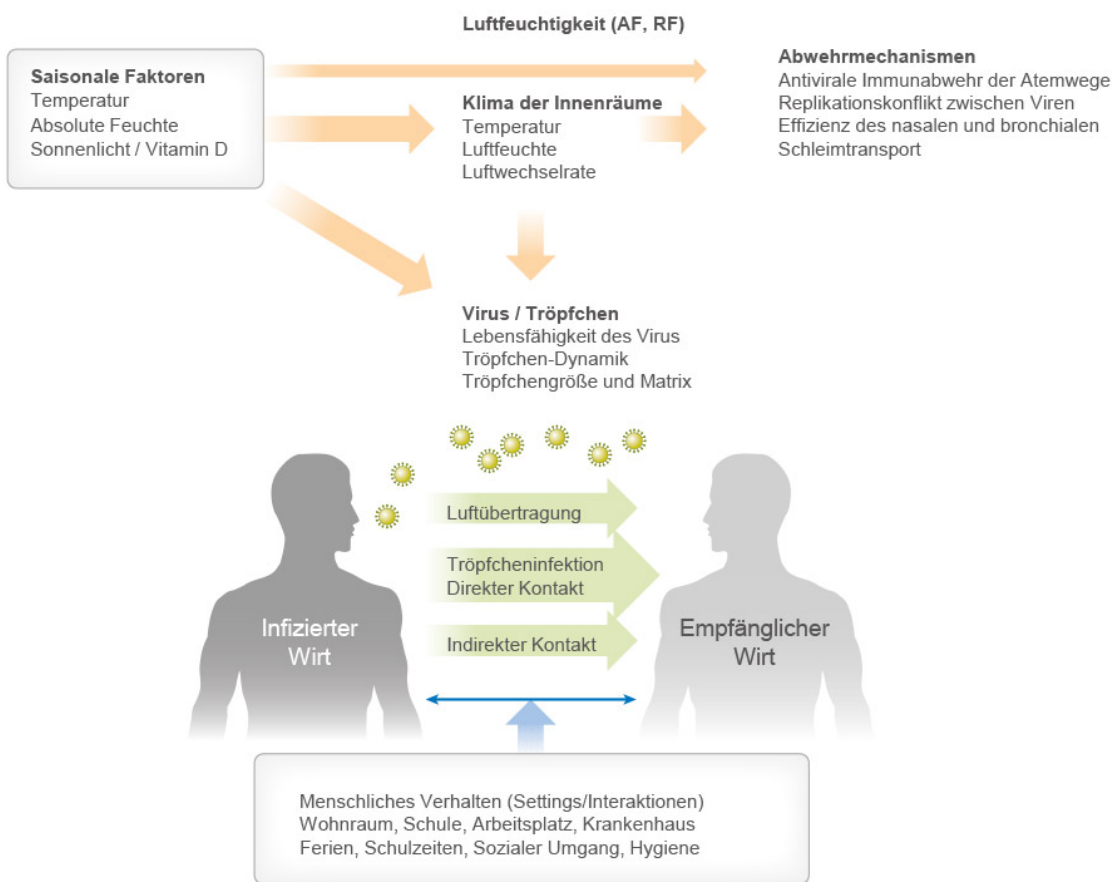 Luftfeuchtigkeit (AF, RF)
Saisonale Faktoren
Temperatur
Absolute Feuchte
Sonnenlicht / Vitamin D
Klima der Innenräume
Temperatur
Luftfeuchte
Luftwechselrate
Abwehrmechanismen
Antivirale Immunabwehr der Atemwege
Replikationskonflikt zwischen Viren
Effizienz des nasalen und bronchialen
Schleimtransport
Virus / Tröpfchen
Lebensfähigkeit des Virus
Tröpfchen-Dynamik
Tröpfchengröße und Matrix
Infizierter
Wirt
Luftübertragung
Tröpfcheninfektion
Direkter Kontakt
Indirekter Kontakt
Empfänglicher
Wirt
Menschliches Verhalten (Settings/Interaktionen)
Wohnraum, Schule, Arbeitsplatz, Krankenhaus
Ferien, Schulzeiten, Sozialer Umgang, Hygiene